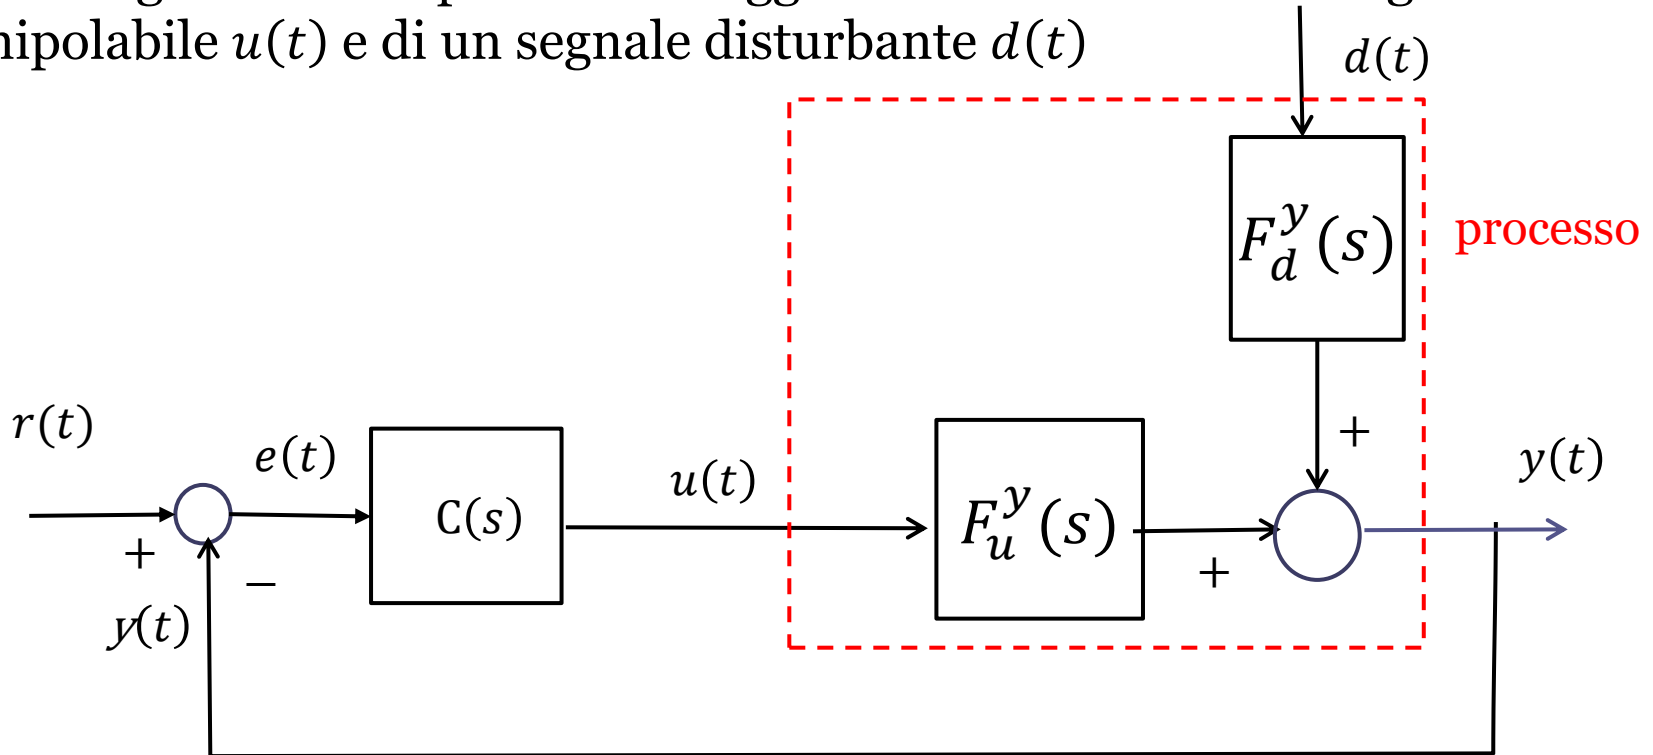 nipolabile u(t) e di un segnale disturbante d(t)
d(t)
F_d^y(s)
processo
r(t)
e(t)
C(s)
u(t)
F_u^y(s)
+
y(t)
+
−
+
y(t)